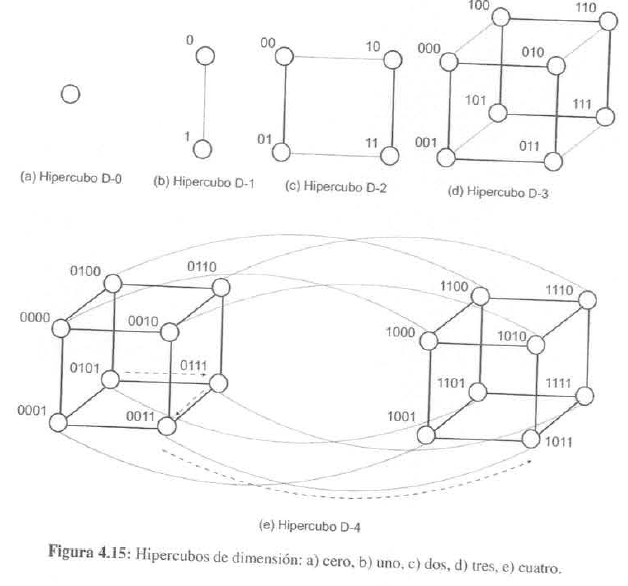 100 110
0 00 10 000 010
101 111
1 01 11 001 011
(a) Hipercubo D-0 (b) Hipercubo D-1 (c) Hipercubo D-2 (d) Hipercubo D-3
0100 0110 1100 1110
0000 0010 1000 1010
0101 0111 1101 1111
0001 0011 1001 1011
(e) Hipercubo D-4
Figura 4.15: Hipercubos de dimensión: a) cero, b) uno, c) dos, d) tres, e) cuatro.